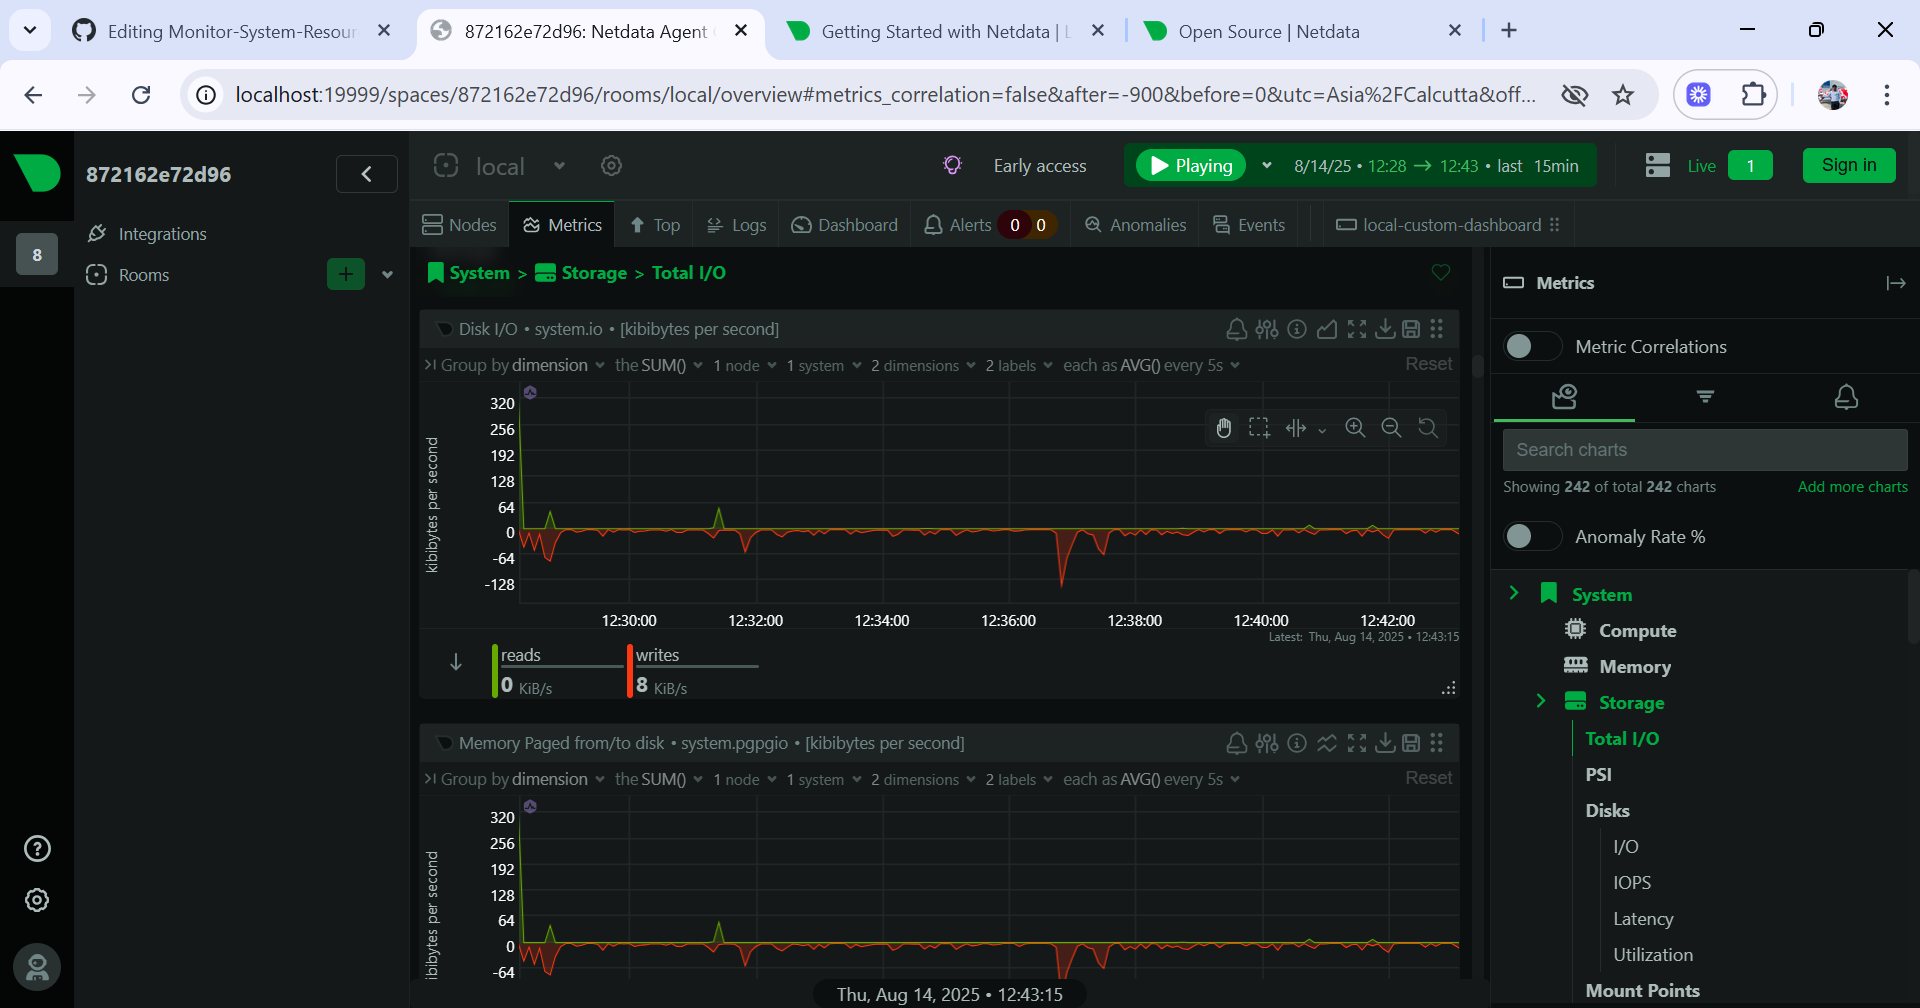 Editing Monitor-System-Resour
872162e72d96: Netdata Agent
Getting Started with Netdata | L
Open Source | Netdata
localhost:19999/spaces/872162e72d96/rooms/local/overview#metrics_correlation=false&after=-900&before=0&utc=Asia%2FCalcutta&off...
872162e72d96
local
Early access
Playing
8/14/25 • 12:28 → 12:43 • last 15min
Live
1
Sign in
8
Integrations
Rooms
Nodes
Metrics
Top
Logs
Dashboard
Alerts
0
0
Anomalies
Events
local-custom-dashboard
System > Storage > Total I/O
Disk I/O • system.io • [kibibytes per second]
Group by dimension the SUM() 1 node 1 system 2 dimensions 2 labels each as AVG() every 5s
Reset
kibibytes per second
320
256
192
128
64
0
-64
-128
12:30:00
12:32:00
12:34:00
12:36:00
12:38:00
12:40:00
12:42:00
Latest: Thu, Aug 14, 2025 • 12:43:15
reads
0 KiB/s
writes
8 KiB/s
Memory Paged from/to disk • system.pgpgio • [kibibytes per second]
Group by dimension the SUM() 1 node 1 system 2 dimensions 2 labels each as AVG() every 5s
Reset
ibibytes per second
320
256
192
128
64
0
-64
Thu, Aug 14, 2025 • 12:43:15
Metrics
Metric Correlations
Search charts
Showing 242 of total 242 charts
Add more charts
Anomaly Rate %
System
Compute
Memory
Storage
Total I/O
PSI
Disks
I/O
IOPS
Latency
Utilization
Mount Points